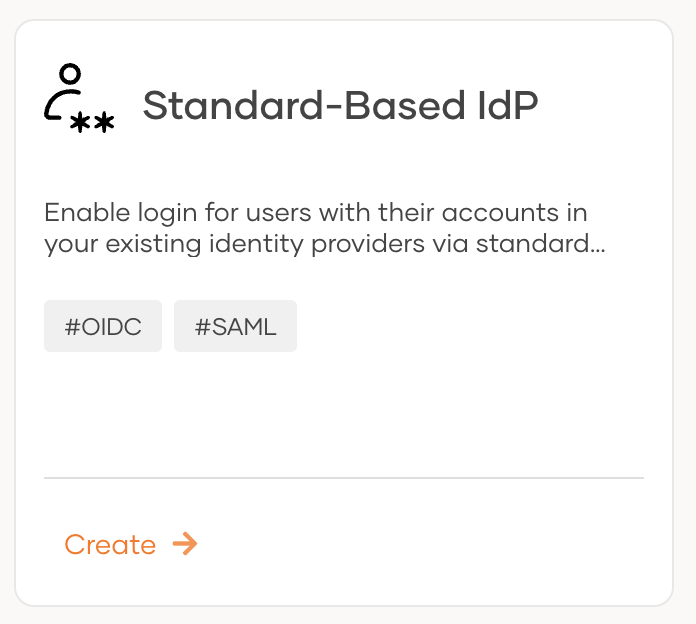 Standard-Based IdP
Enable login for users with their accounts in
your existing identity providers via standard...
#OIDC #SAML
Create